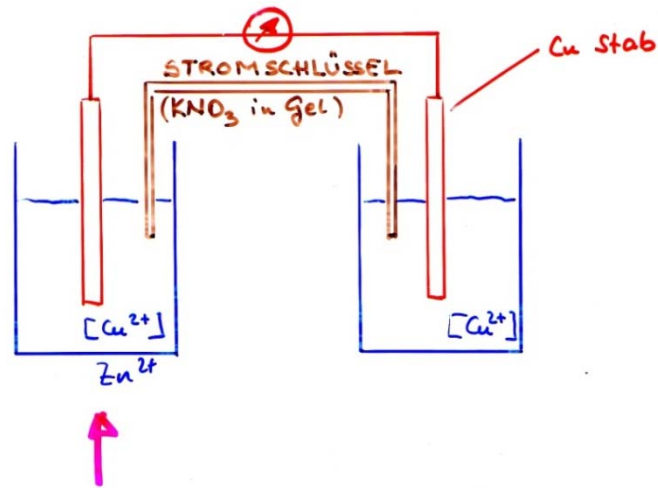 STROMSCHLÜSSEL
(KNO₃ in Gel)
Cu Stab
[Cu²⁺]
Zn²⁺
[Cu²⁺]